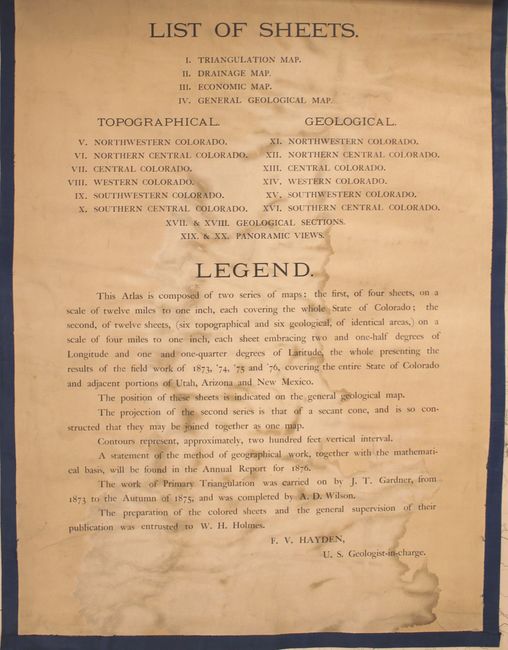 LIST OF SHEETS.
I. TRIANGULATION MAP.
II. DRAINAGE MAP.
III. ECONOMIC MAP.
IV. GENERAL GEOLOGICAL MAP.
TOPOGRAPHICAL.
V. NORTHWESTERN COLORADO.
VI. NORTHERN CENTRAL COLORADO.
VII. CENTRAL COLORADO.
VIII. WESTERN COLORADO.
IX. SOUTHWESTERN COLORADO.
X. SOUTHERN CENTRAL COLORADO.
GEOLOGICAL.
XI. NORTHWESTERN COLORADO.
XII. NORTHERN CENTRAL COLORADO.
XIII. CENTRAL COLORADO.
XIV. WESTERN COLORADO.
XV. SOUTHWESTERN COLORADO.
XVI. SOUTHERN CENTRAL COLORADO.
XVII. & XVIII. GEOLOGICAL SECTIONS.
XIX. & XX. PANORAMIC VIEWS.
LEGEND.
This Atlas is composed of two series of maps: the first, of four sheets, on a
scale of twelve miles to one inch, each covering the whole State of Colorado; the
second, of twelve sheets, (six topographical and six geological, of identical areas,) on a
scale of four miles to one inch, each sheet embracing two and one-half degrees of
Longitude and one and one-quarter degrees of Latitude, the whole presenting the
results of the field work of 1873, '74, '75 and '76, covering the entire State of Colorado
and adjacent portions of Utah, Arizona and New Mexico.
The position of these sheets is indicated on the general geological map.
The projection of the second series is that of a secant cone, and is so con-
structed that they may be joined together as one map.
Contours represent, approximately, two hundred feet vertical interval.
A statement of the method of geographical work, together with the mathemati-
cal basis, will be found in the Annual Report for 1876.
The work of Primary Triangulation was carried on by J. T. Gardner, from
1873 to the Autumn of 1875, and was completed by A. D. Wilson.
The preparation of the colored sheets and the general supervision of their
publication was entrusted to W. H. Holmes.
F. V. HAYDEN,
U. S. Geologist-in-charge.